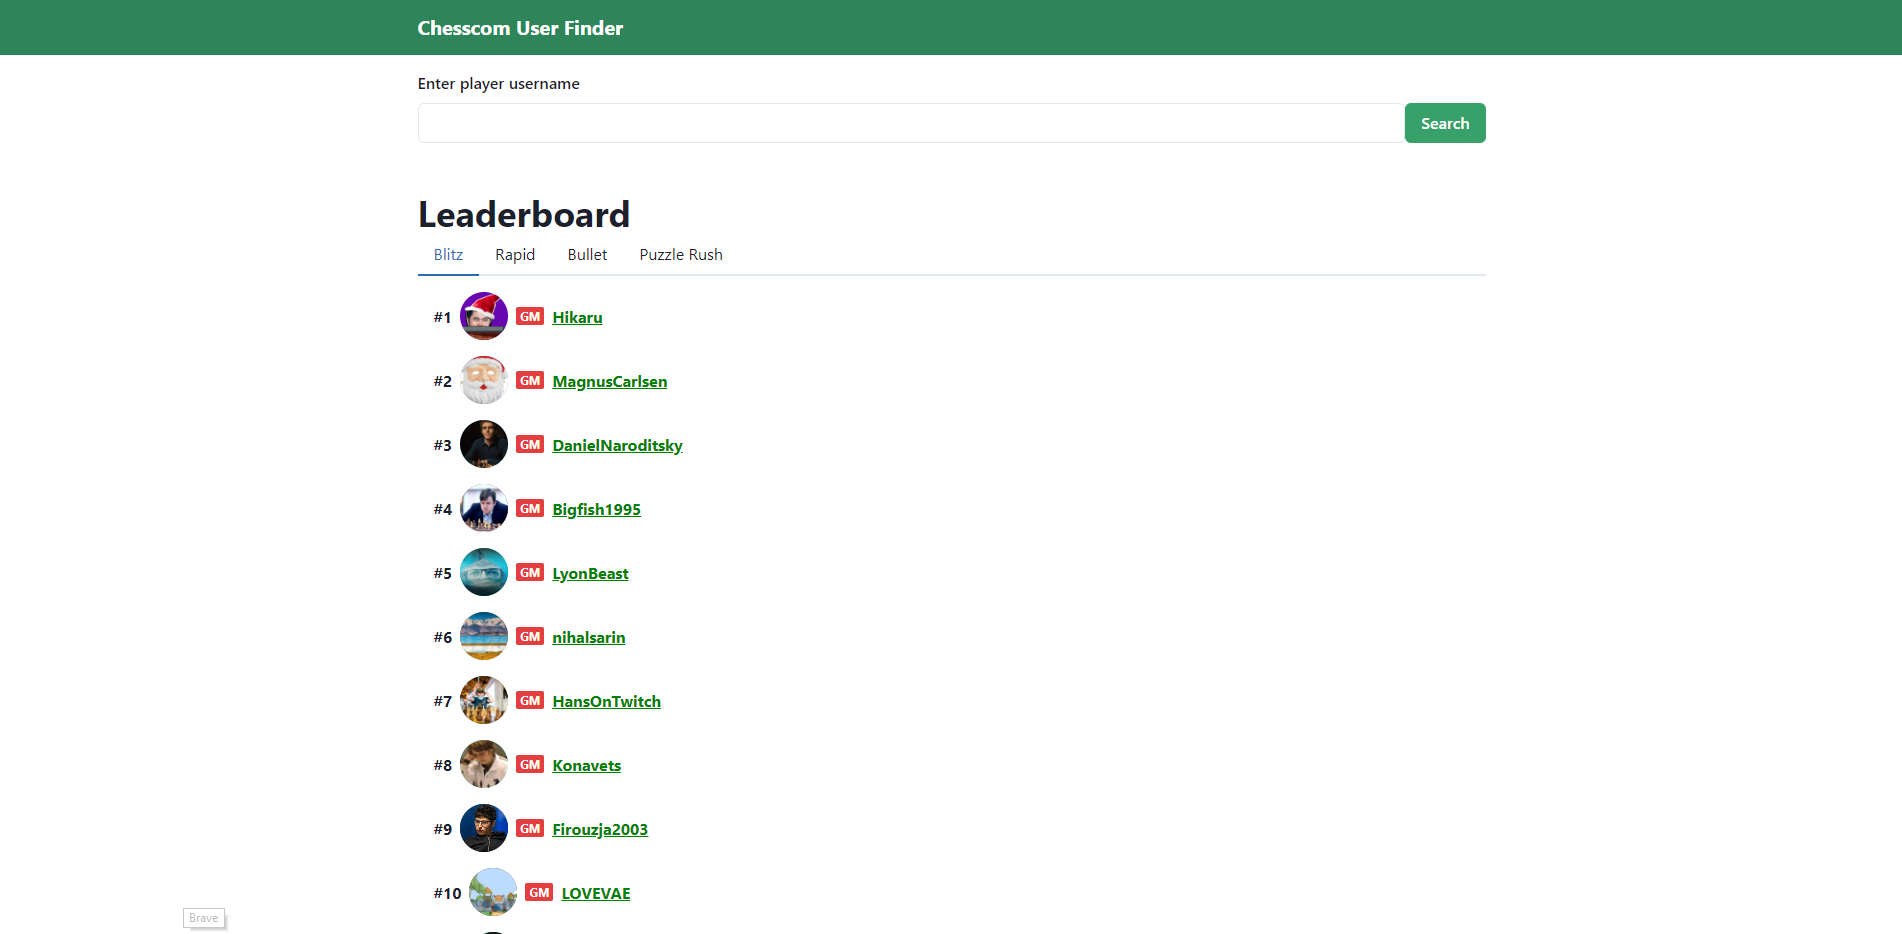 Chesscom User Finder
Enter player username
Search
Leaderboard
Blitz Rapid Bullet Puzzle Rush
#1 GM Hikaru
#2 GM MagnusCarlsen
#3 GM DanielNaroditsky
#4 GM Bigfish1995
#5 GM LyonBeast
#6 GM nihalsarin
#7 GM HansOnTwitch
#8 GM Konavets
#9 GM Firouzja2003
#10 GM LOVEVAE
Brave